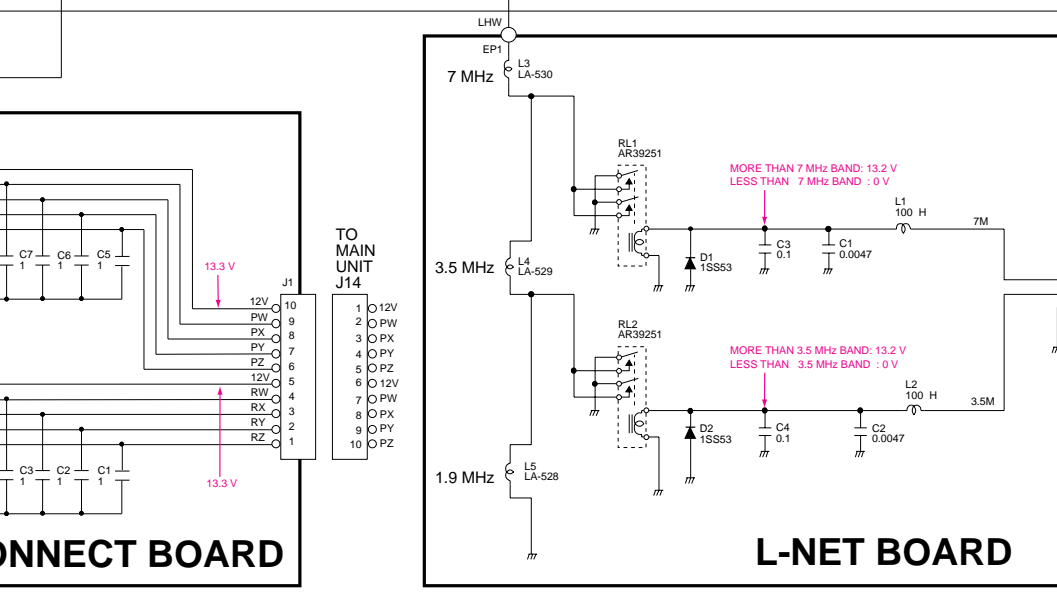 LHW
EP1
7 MHz
L3
LA-530
RL1
AR39251
MORE THAN 7 MHz BAND: 13.2 V
LESS THAN 7 MHz BAND : 0 V
L1
100 H
7M
C3
0.1
C1
0.0047
D1
1SS53
3.5 MHz
L4
LA-529
RL2
AR39251
MORE THAN 3.5 MHz BAND: 13.2 V
LESS THAN 3.5 MHz BAND : 0 V
L2
100 H
3.5M
D2
1SS53
C4
0.1
C2
0.0047
1.9 MHz
L5
LA-528
L-NET BOARD
C7
1
C6
1
C5
1
13.3 V
J1
12V 10
PW 9
PX 8
PY 7
PZ 6
12V 5
RW 4
RX 3
RY 2
RZ 1
C3
1
C2
1
C1
1
13.3 V
TO
MAIN
UNIT
J14
1 12V
2 PW
3 PX
4 PY
5 PZ
6 12V
7 PW
8 PX
9 PY
10 PZ
ONNECT BOARD